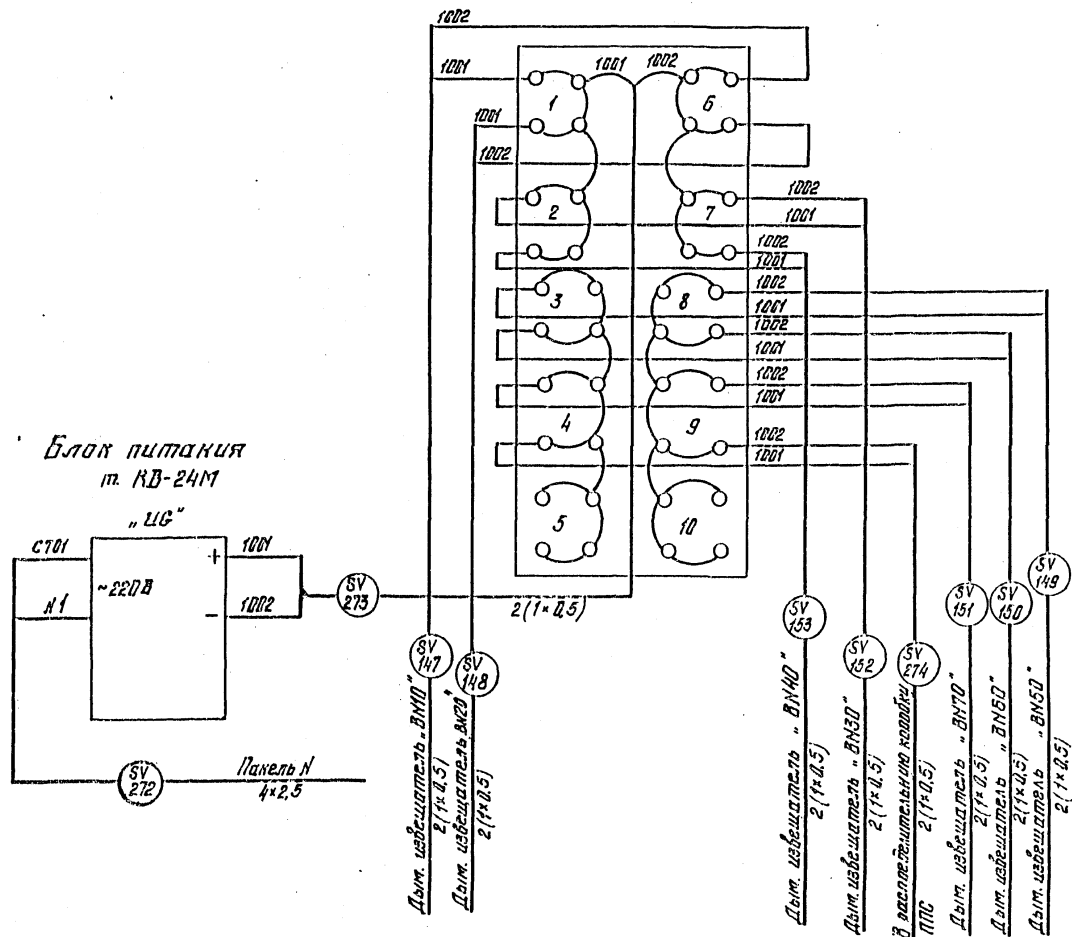 1002
1001
1001
1002
1001
1002
1
6
2
7
3
8
4
9
5
10
1002
1001
1002
1001
1002
1001
1002
1001
1002
1001
1002
1001
Блок питания
т. КВ-24М
„UG"
СТ01
~220В
N1
+
1001
-
1002
SV
273
2(1×0,5)
SV
272
Панель N
4×2,5
SV
147
Дым. извещатель „ВМ10"
2(1×0,5)
SV
148
Дым. извещатель ВМ20"
2(1×0,5)
SV
153
Дым. извещатель „ВМ40"
2(1×0,5)
SV
152
Дым. извещатель „ВМ30"
2(1×0,5)
SV
274
В распределительную коробку
ППС
2(1×0,5)
SV
151
Дым. извещатель „ВМ70"
2(1×0,5)
SV
150
Дым. извещатель „ВМ60"
2(1×0,5)
SV
149
Дым. извещатель „ВМ50"
2(1×0,5)